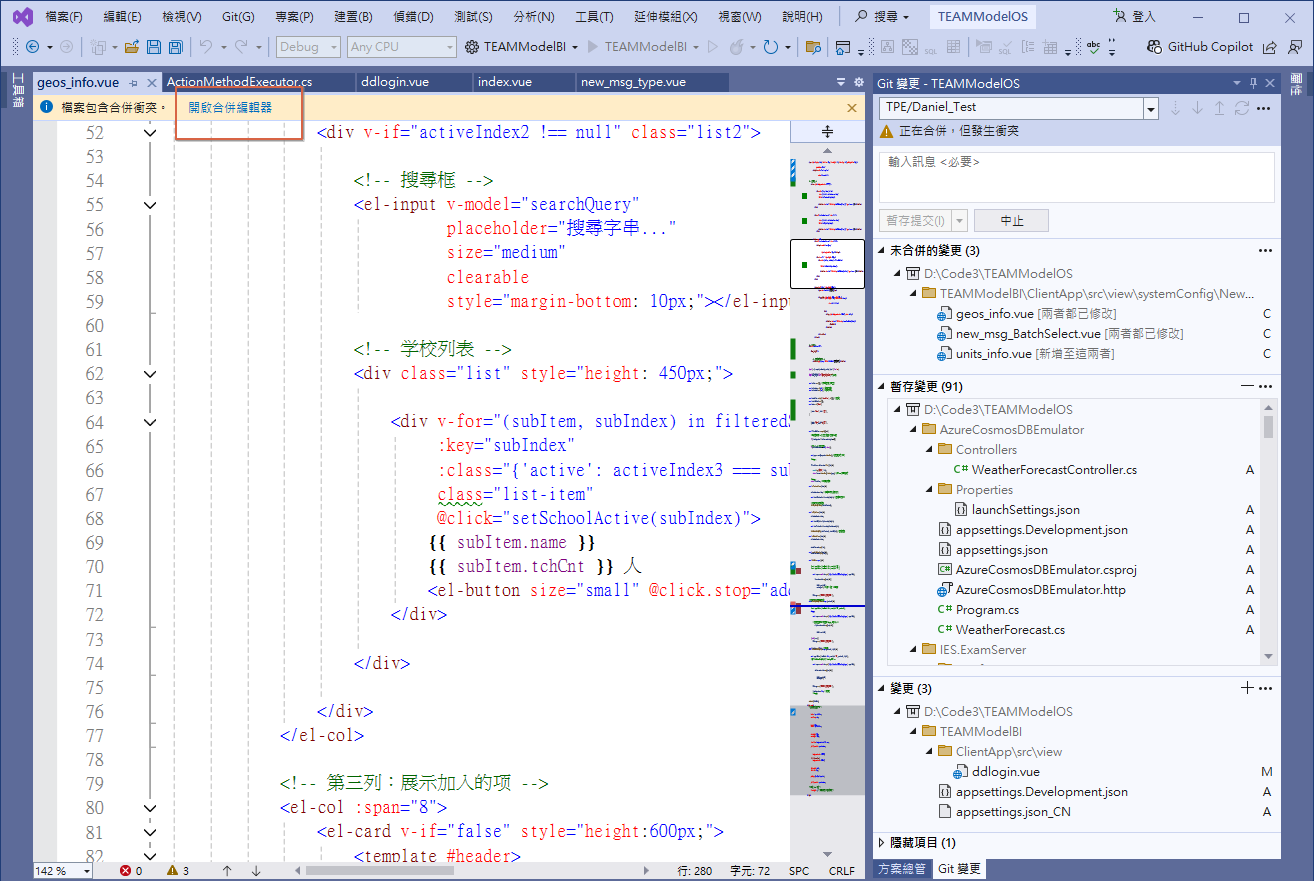 檔案(F) 編輯(E) 檢視(V) Git(G) 專案(P) 建置(B) 偵錯(D) 測試(S) 分析(N) 工具(T) 延伸模組(X) 視窗(W) 說明(H) 搜尋 TEAMModelOS 登入
Debug Any CPU TEAMModelBI TEAMModelBI GitHub Copilot
工具箱
geos_info.vue ActionMethodExecutor.cs ddlogin.vue index.vue new_msg_type.vue
檔案包含合併衝突。 開啟合併編輯器
52 <div v-if="activeIndex2 !== null" class="list2">
53
54 <!-- 搜尋框 -->
55 <el-input v-model="searchQuery"
56 placeholder="搜尋字串..."
57 size="medium"
58 clearable
59 style="margin-bottom: 10px;"></el-inpu
60
61 <!-- 学校列表 -->
62 <div class="list" style="height: 450px;">
63
64 <div v-for="(subItem, subIndex) in filteredS
65 :key="subIndex"
66 :class="{'active': activeIndex3 === su
67 class="list-item"
68 @click="setSchoolActive(subIndex)">
69 {{ subItem.name }}
70 {{ subItem.tchCnt }} 人
71 <el-button size="small" @click.stop="ad
72 </div>
73
74 </div>
75
76 </div>
77 </el-col>
78
79 <!-- 第三列：展示加入的项 -->
80 <el-col :span="8">
81 <el-card v-if="false" style="height:600px;">
82 <template #header>
142 % 0 3 行: 280 字元: 72 SPC CRLF
Git 變更 - TEAMModelOS
TPE/Daniel_Test
正在合併，但發生衝突
輸入訊息 <必要>
暫存提交(I) 中止
未合併的變更 (3)
D:\Code3\TEAMModelOS
TEAMModelBI\ClientApp\src\view\systemConfig\New...
geos_info.vue [兩者都已修改] C
new_msg_BatchSelect.vue [兩者都已修改] C
units_info.vue [新增至這兩者] C
暫存變更 (91)
D:\Code3\TEAMModelOS
AzureCosmosDBEmulator
Controllers
C# WeatherForecastController.cs A
Properties
launchSettings.json A
appsettings.Development.json A
appsettings.json A
AzureCosmosDBEmulator.csproj A
AzureCosmosDBEmulator.http A
C# Program.cs A
C# WeatherForecast.cs A
IES.ExamServer
變更 (3)
D:\Code3\TEAMModelOS
TEAMModelBI
ClientApp\src\view
ddlogin.vue M
appsettings.Development.json A
appsettings.json_CN A
隱藏項目 (1)
方案總管 Git 變更
屬性